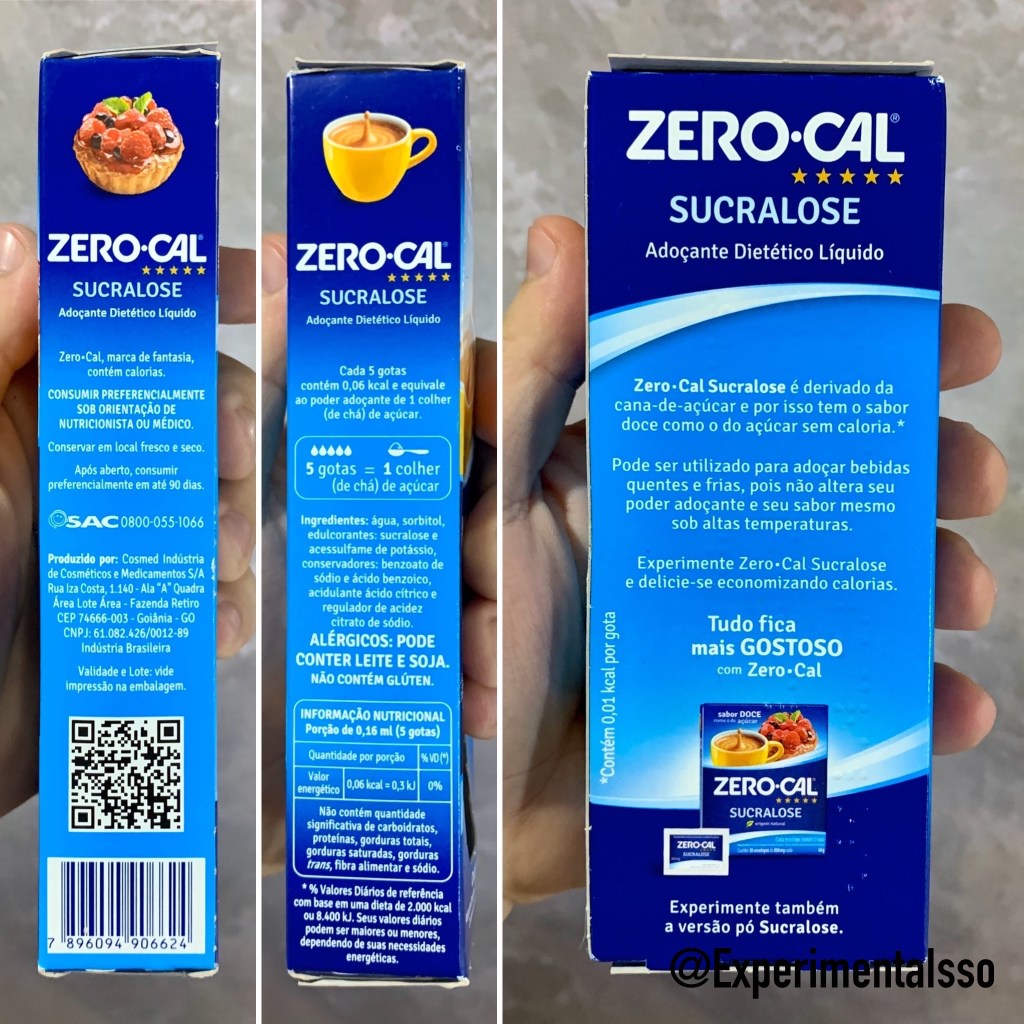 ZERO•CAL®
SUCRALOSE
Adoçante Dietético Líquido
Zero•Cal, marca de fantasia,
contém calorias.
CONSUMIR PREFERENCIALMENTE
SOB ORIENTAÇÃO DE
NUTRICIONISTA OU MÉDICO.
Conservar em local fresco e seco.
Após aberto, consumir
preferencialmente em até 90 dias.
SAC 0800-055-1066
Produzido por: Cosmed Indústria
de Cosméticos e Medicamentos S/A
Rua Iza Costa, 1.140 - Ala "A" Quadra
Área Lote Área - Fazenda Retiro
CEP 74666-003 - Goiânia - GO
CNPJ: 61.082.426/0012-89
Indústria Brasileira
Validade e Lote: vide
impressão na embalagem.
7 896094 906624
ZERO•CAL®
SUCRALOSE
Adoçante Dietético Líquido
Cada 5 gotas
contém 0,06 kcal e equivale
ao poder adoçante de 1 colher
(de chá) de açúcar.
5 gotas = 1 colher
(de chá) de açúcar
Ingredientes: água, sorbitol,
edulcorantes: sucralose e
acessulfame de potássio,
conservadores: benzoato de
sódio e ácido benzoico,
acidulante ácido cítrico e
regulador de acidez
citrato de sódio.
ALÉRGICOS: PODE
CONTER LEITE E SOJA.
NÃO CONTÉM GLÚTEN.
INFORMAÇÃO NUTRICIONAL
Porção de 0,16 ml (5 gotas)
Quantidade por porção %VD(*)
Valor energético 0,06 kcal = 0,3 kJ 0%
Não contém quantidade
significativa de carboidratos,
proteínas, gorduras totais,
gorduras saturadas, gorduras
trans, fibra alimentar e sódio.
* % Valores Diários de referência
com base em uma dieta de 2.000 kcal
ou 8.400 kJ. Seus valores diários
podem ser maiores ou menores,
dependendo de suas necessidades
energéticas.
ZERO•CAL®
SUCRALOSE
Adoçante Dietético Líquido
Zero•Cal Sucralose é derivado da
cana-de-açúcar e por isso tem o sabor
doce como o do açúcar sem caloria.*
Pode ser utilizado para adoçar bebidas
quentes e frias, pois não altera seu
poder adoçante e seu sabor mesmo
sob altas temperaturas.
Experimente Zero•Cal Sucralose
e delicie-se economizando calorias.
*Contém 0,01 kcal por gota
Tudo fica
mais GOSTOSO
com Zero•Cal
sabor DOCE
como o do açúcar
ZERO•CAL
SUCRALOSE
origem natural
ZERO•CAL
SUCRALOSE
Experimente também
a versão pó Sucralose.
@Experimentalsso